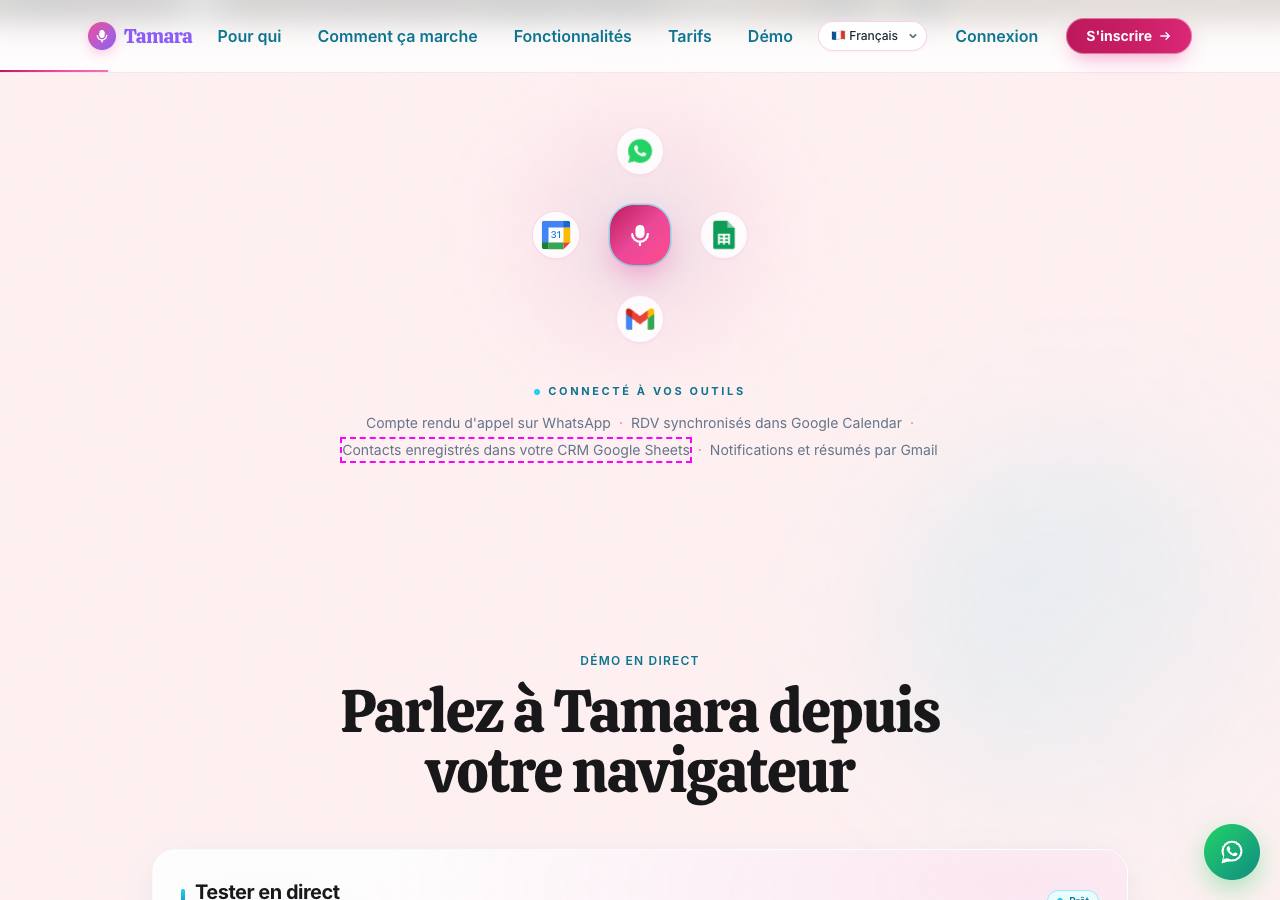 Tamara Pour qui Comment ça marche Fonctionnalités Tarifs Démo Français Connexion S'inscrire →
31
CONNECTÉ À VOS OUTILS
Compte rendu d'appel sur WhatsApp · RDV synchronisés dans Google Calendar ·
Contacts enregistrés dans votre CRM Google Sheets · Notifications et résumés par Gmail
DÉMO EN DIRECT
Parlez à Tamara depuis
votre navigateur
Tester en direct
Prêt